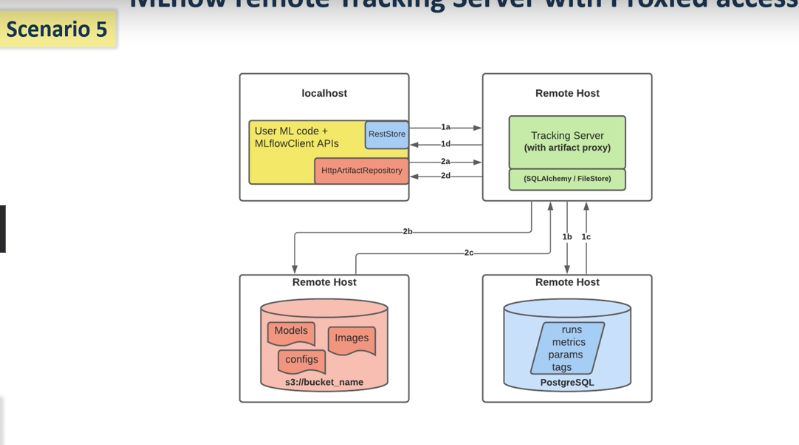 MLflow remote Tracking Server with Proxied access
Scenario 5
localhost
User ML code +
MLflowClient APIs
RestStore
HttpArtifactRepository
1a
1d
2a
2d
Remote Host
Tracking Server
(with artifact proxy)
(SQLAlchemy / FileStore)
2b
2c
1b
1c
Remote Host
Models
Images
configs
s3://bucket_name
Remote Host
runs
metrics
params
tags
PostgreSQL